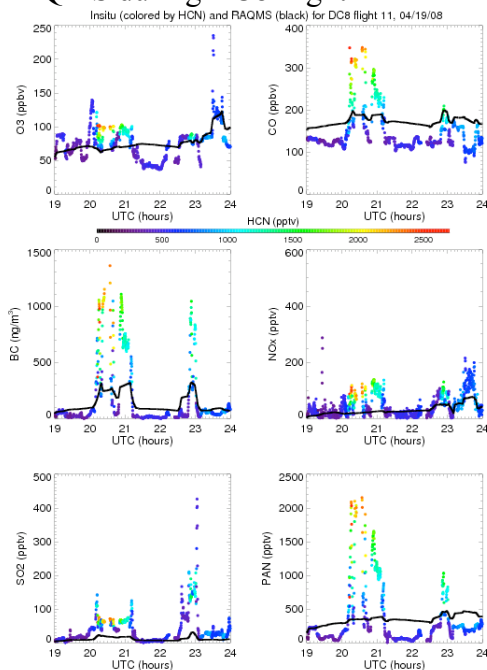 Insitu (colored by HCN) and RAQMS (black) for DC8 flight 11, 04/19/08
O3 (ppbv)
250
200
150
100
50
0
19 20 21 22 23 24
UTC (hours)
CO (ppbv)
400
300
200
100
0
19 20 21 22 23 24
UTC (hours)
HCN (pptv)
0 500 1000 1500 2000 2500
BC (ng/m³)
1500
1000
500
0
19 20 21 22 23 24
UTC (hours)
NOx (pptv)
600
400
200
0
19 20 21 22 23 24
UTC (hours)
SO2 (pptv)
500
400
300
200
100
0
19 20 21 22 23 24
UTC (hours)
PAN (pptv)
2500
2000
1500
1000
500
0
19 20 21 22 23 24
UTC (hours)